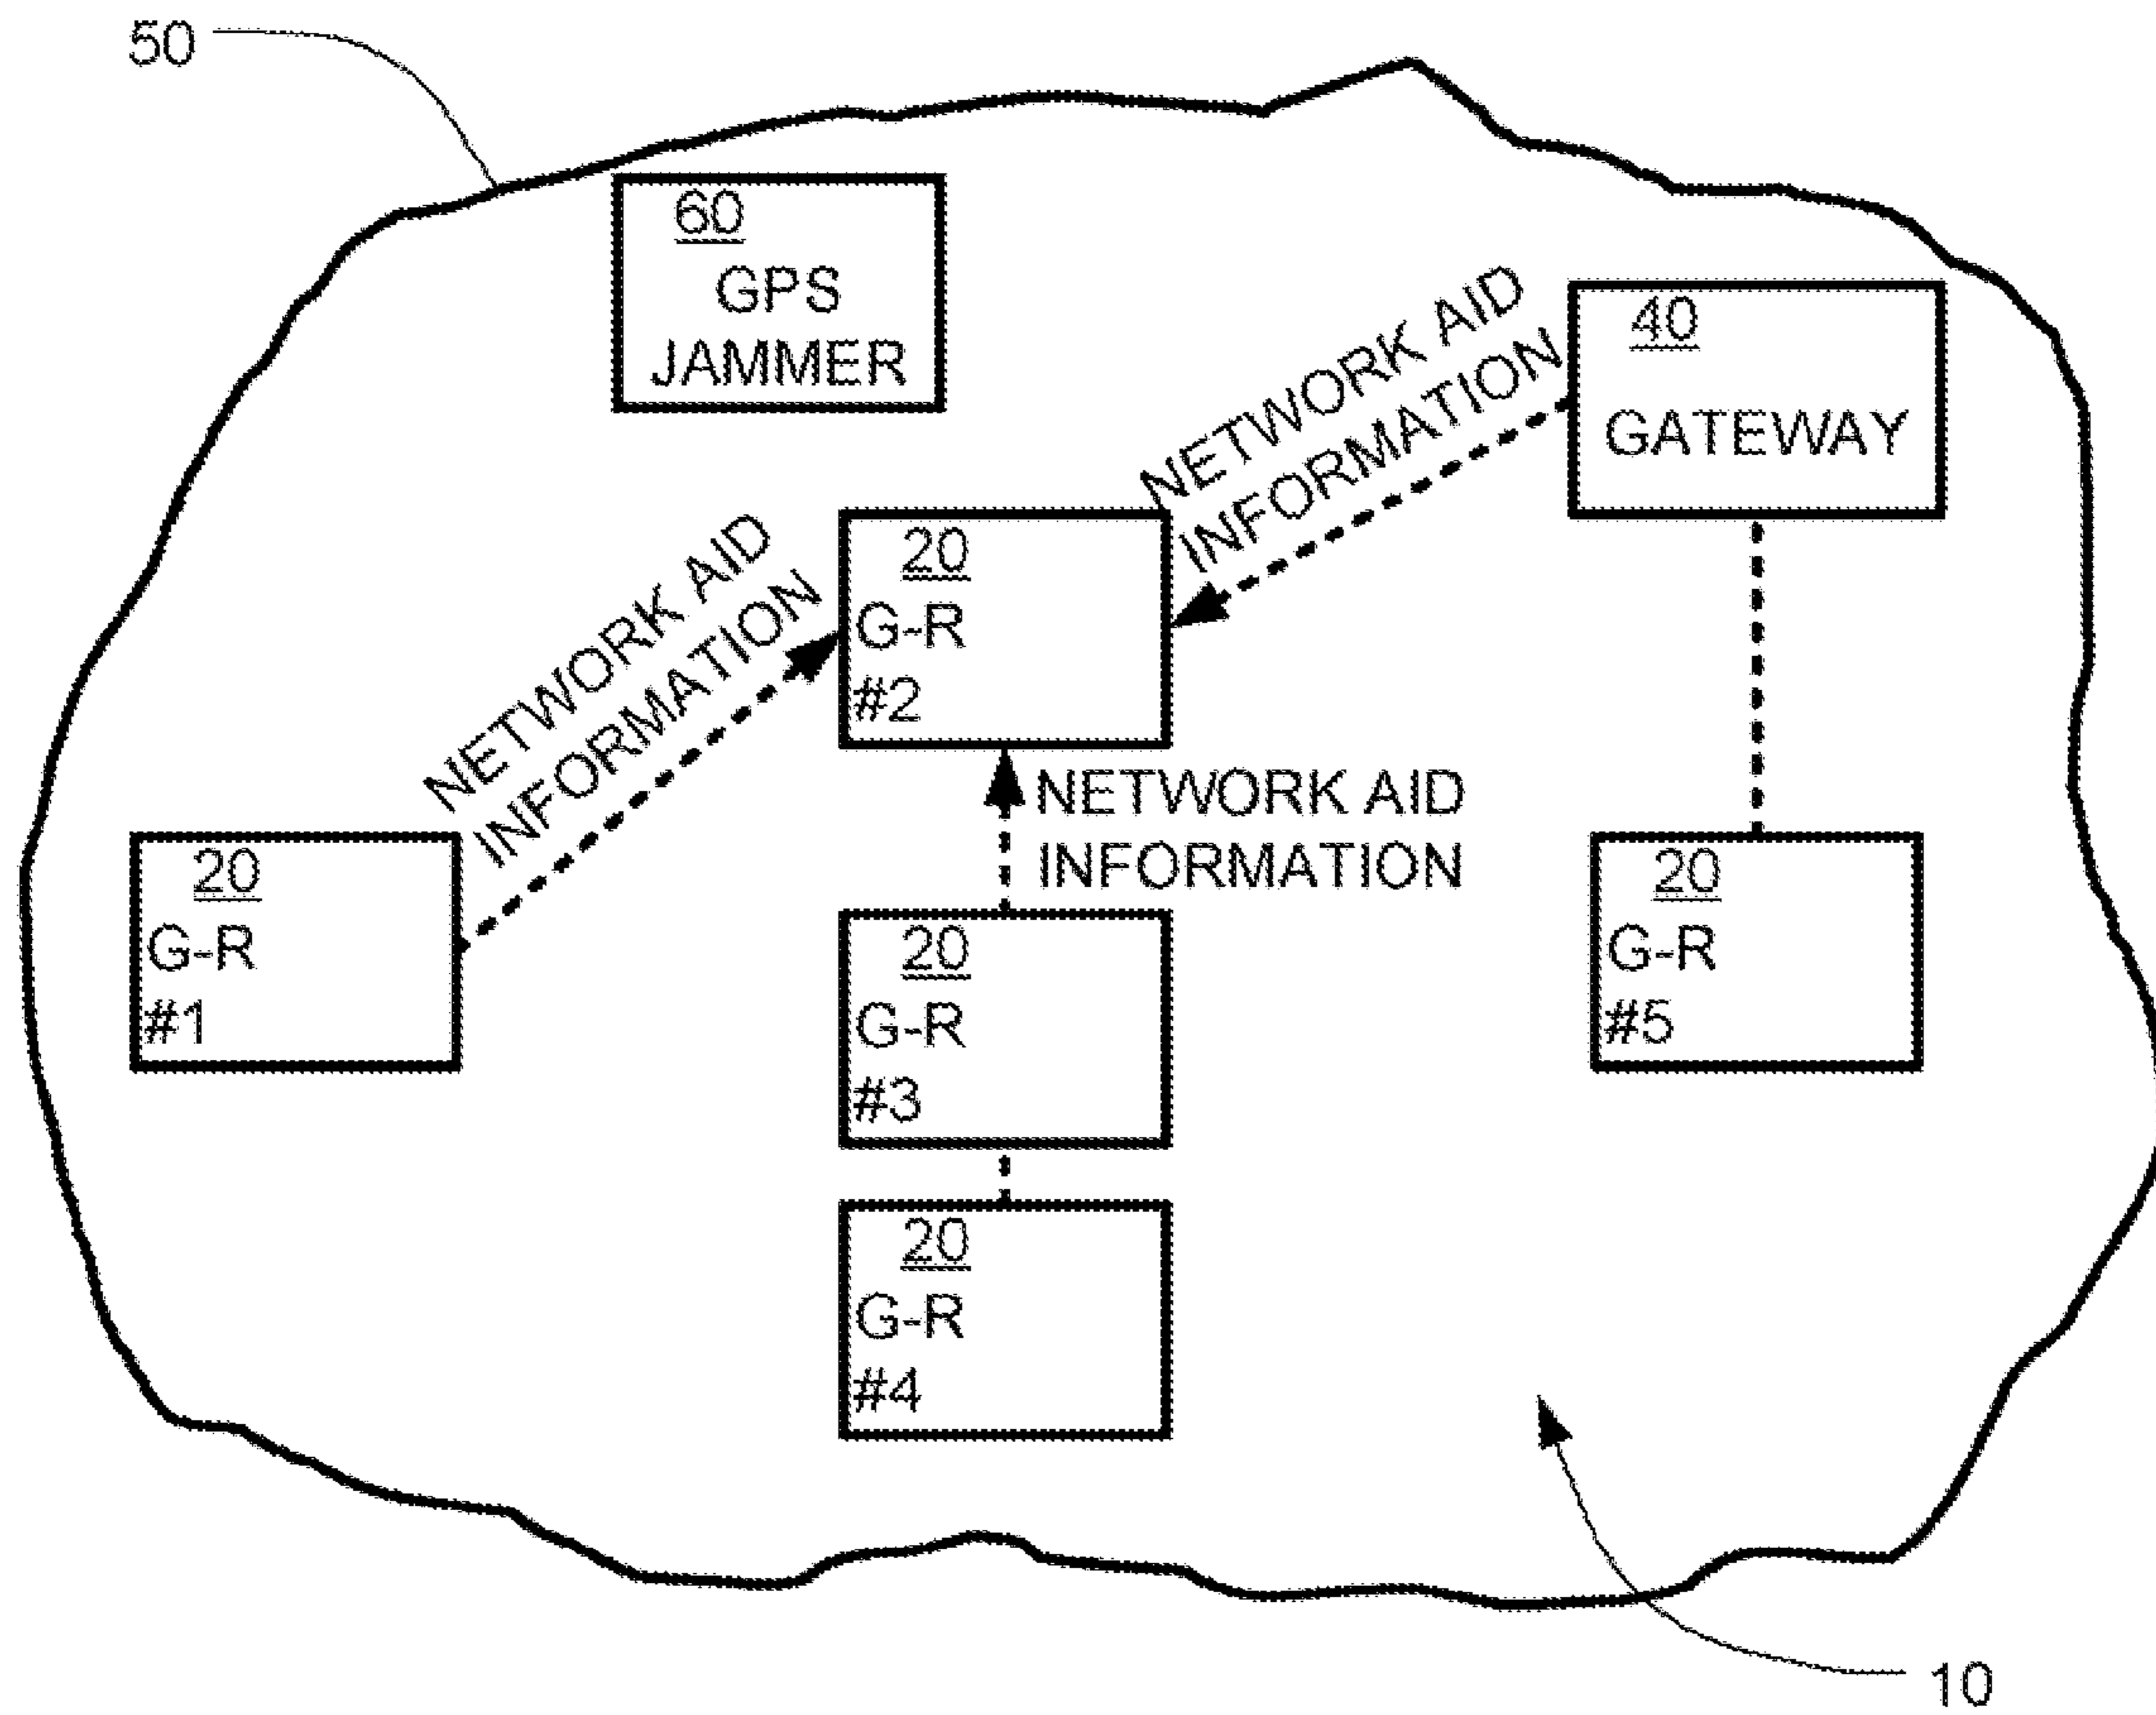 50
60
GPS
JAMMER
40
GATEWAY
NETWORK AID
INFORMATION
20
G-R
#2
NETWORK AID
INFORMATION
NETWORK AID
INFORMATION
20
G-R
#1
20
G-R
#3
20
G-R
#5
20
G-R
#4
10